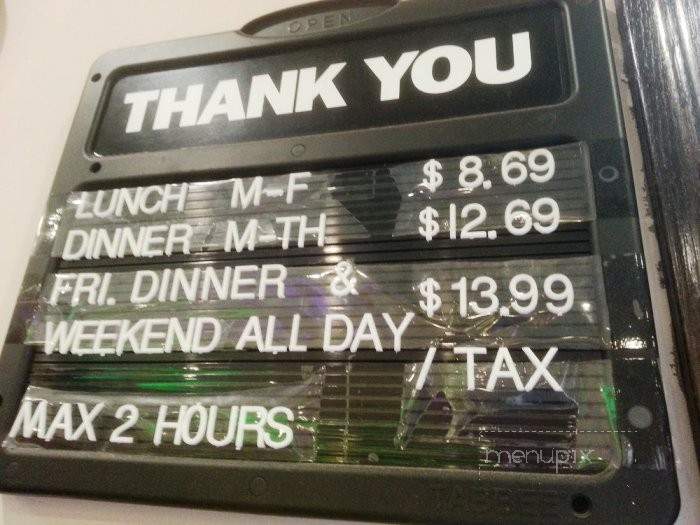 OPEN
THANK YOU
LUNCH M-F $ 8.69
DINNER M-TH $12.69
FRI. DINNER &
WEEKEND ALL DAY $13.99
/ TAX
MAX 2 HOURS
menupix